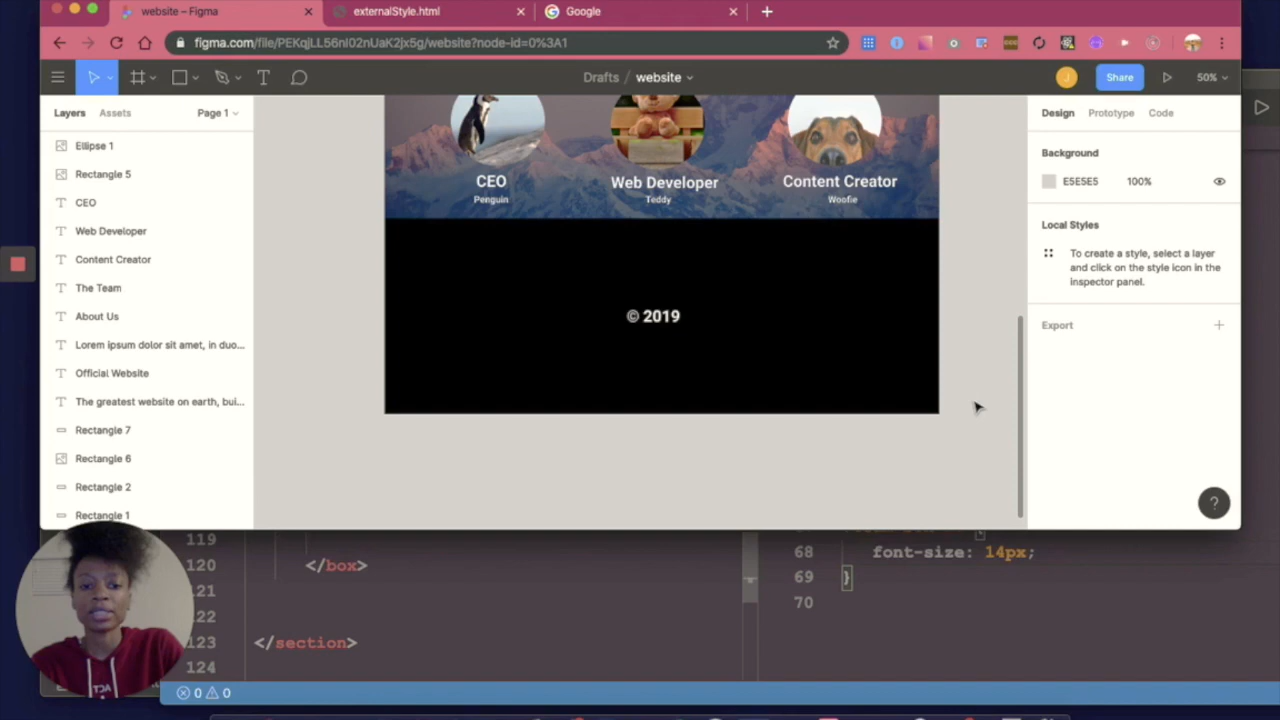 website – Figma
externalStyle.html
Google
figma.com/file/PEKqjLL56nI02nUaK2jx5g/website?node-id=0%3A1
Drafts / website
J
Share
50%
Layers
Assets
Page 1
Ellipse 1
Rectangle 5
CEO
Web Developer
Content Creator
The Team
About Us
Lorem ipsum dolor sit amet, in duo...
Official Website
The greatest website on earth, bui...
Rectangle 7
Rectangle 6
Rectangle 2
Rectangle 1
CEO
Penguin
Web Developer
Teddy
Content Creator
Woofie
© 2019
Design
Prototype
Code
Background
E5E5E5 100%
Local Styles
To create a style, select a layer
and click on the style icon in the
inspector panel.
Export
?
119
120 </box>
121
122
123 </section>
124
68 font-size: 14px;
69 }
70
0 0